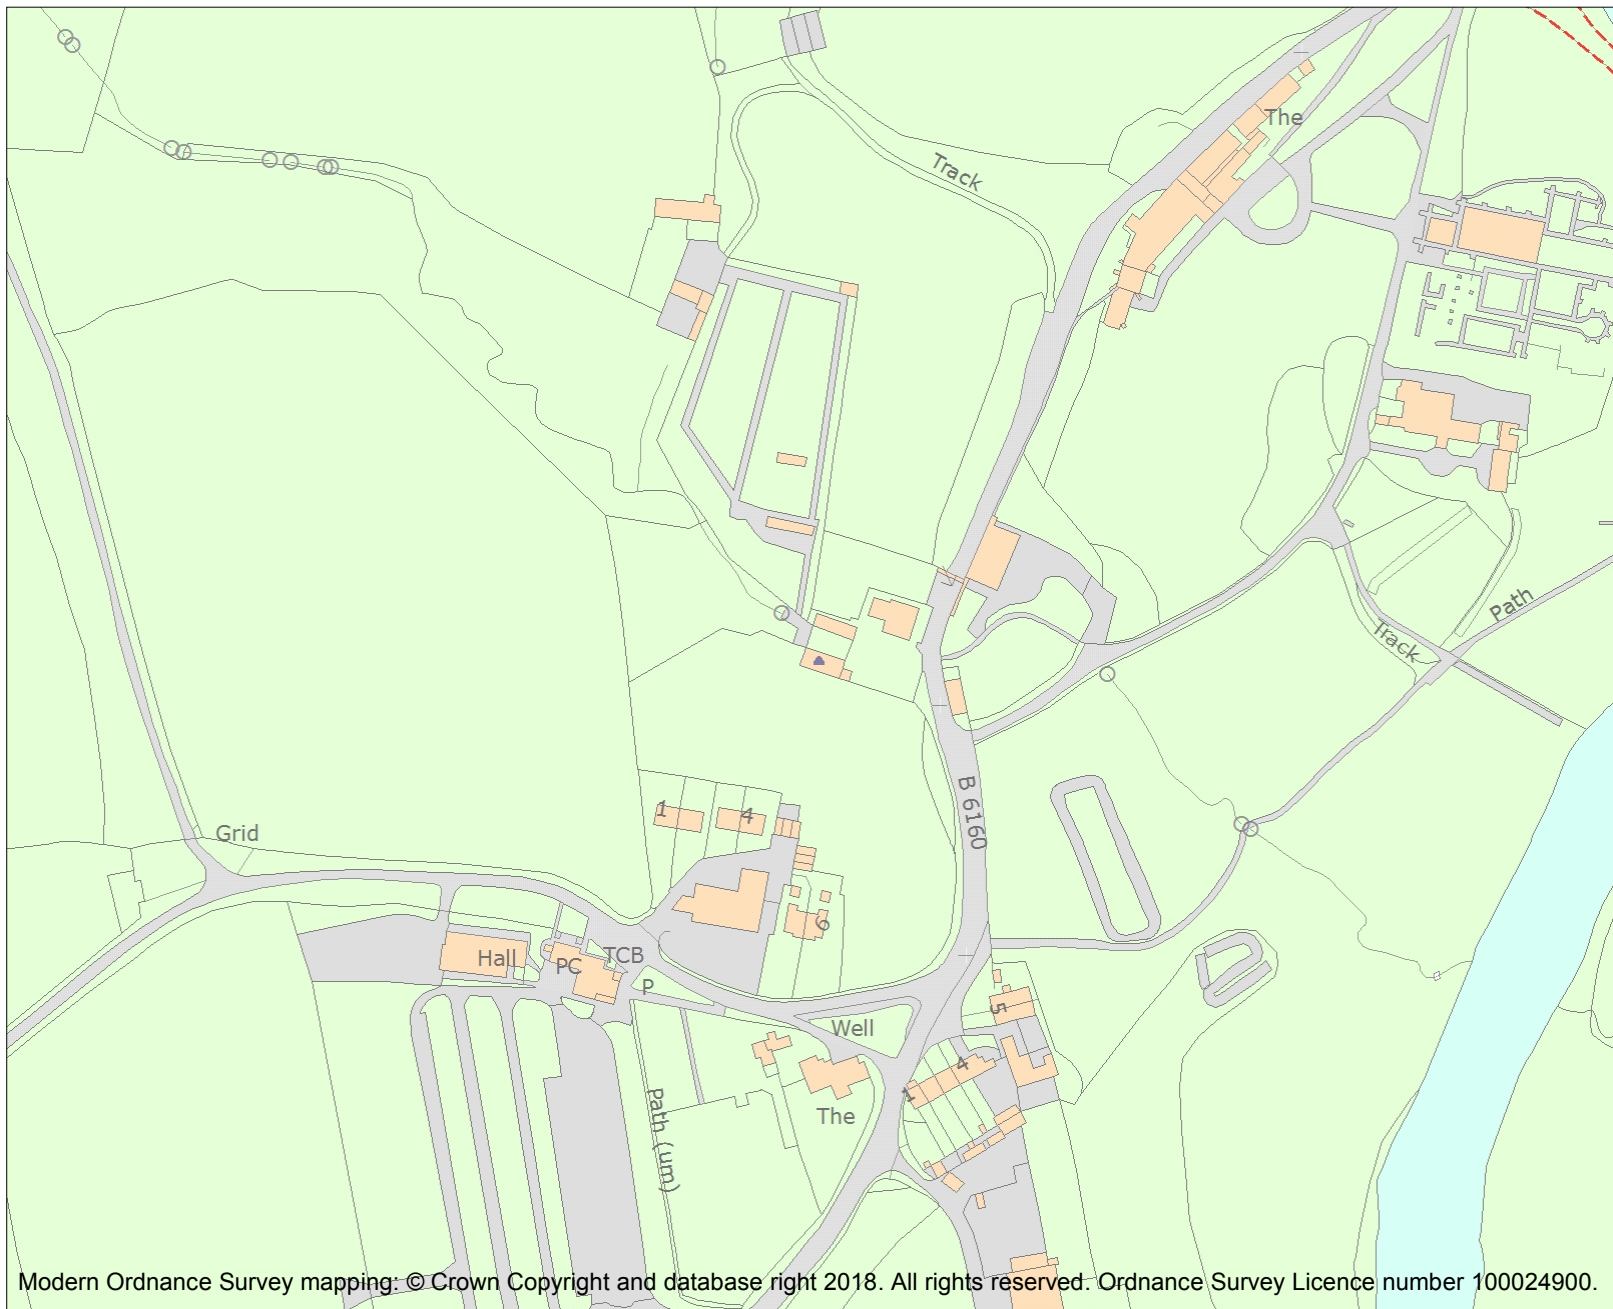 The
Track
Path
Track
B 6160
1
4
Grid
6
Hall
PC
TCB
P
5
Well
4
1
The
Path (um)
Modern Ordnance Survey mapping: © Crown Copyright and database right 2018. All rights reserved. Ordnance Survey Licence number 100024900.